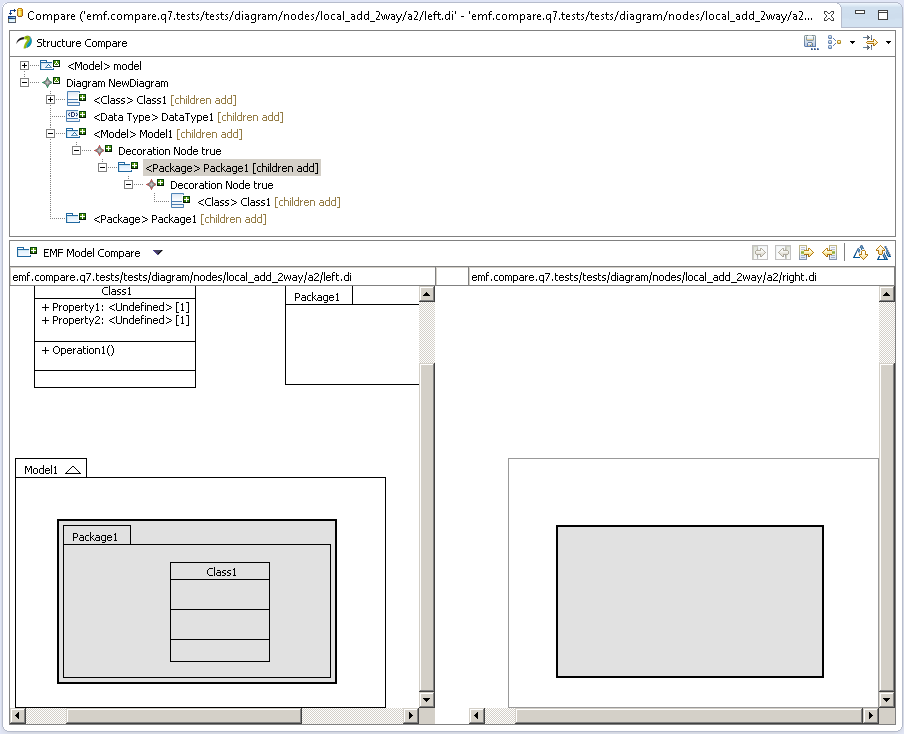 Compare ('emf.compare.q7.tests/tests/diagram/nodes/local_add_2way/a2/left.di' - 'emf.compare.q7.tests/tests/diagram/nodes/local_add_2way/a2...
Structure Compare
<Model> model
Diagram NewDiagram
<Class> Class1 [children add]
<Data Type> DataType1 [children add]
<Model> Model1 [children add]
Decoration Node true
<Package> Package1 [children add]
Decoration Node true
<Class> Class1 [children add]
<Package> Package1 [children add]
EMF Model Compare
emf.compare.q7.tests/tests/diagram/nodes/local_add_2way/a2/left.di
emf.compare.q7.tests/tests/diagram/nodes/local_add_2way/a2/right.di
Class1
+ Property1: <Undefined> [1]
+ Property2: <Undefined> [1]
+ Operation1()
Package1
Model1
Package1
Class1